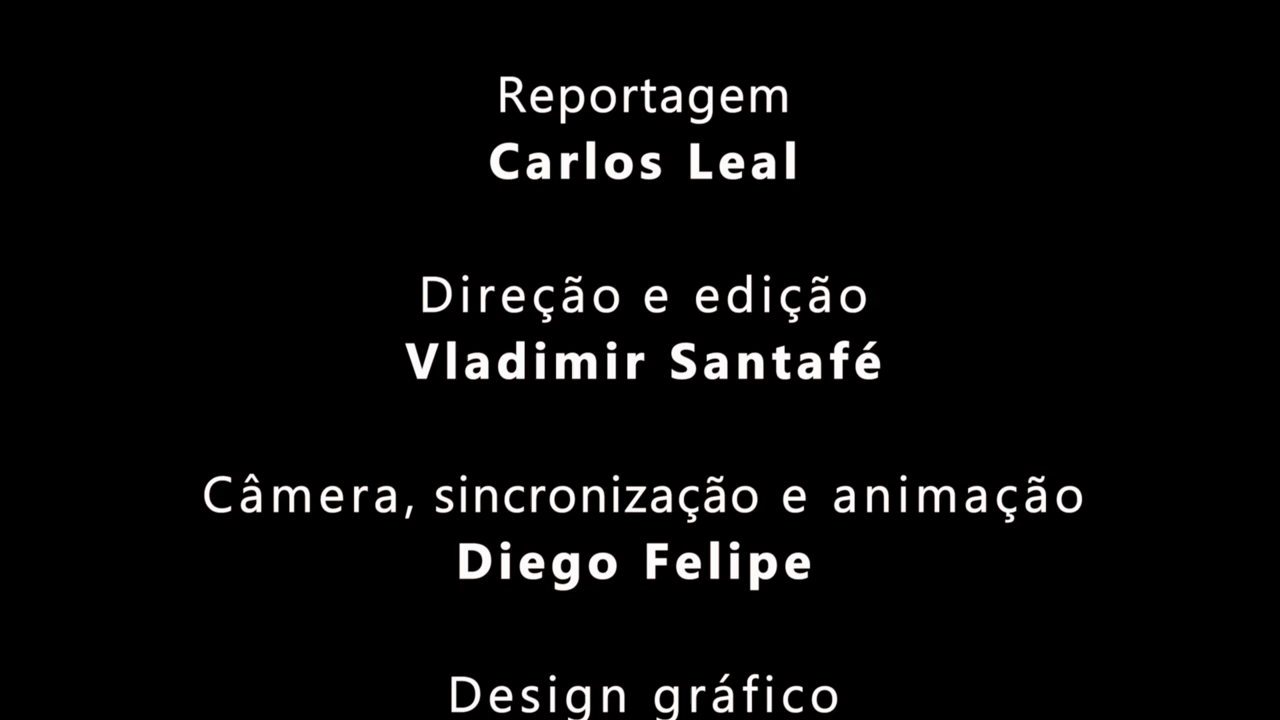 Reportagem
Carlos Leal
Direção e edição
Vladimir Santafé
Câmera, sincronização e animação
Diego Felipe
Design gráfico